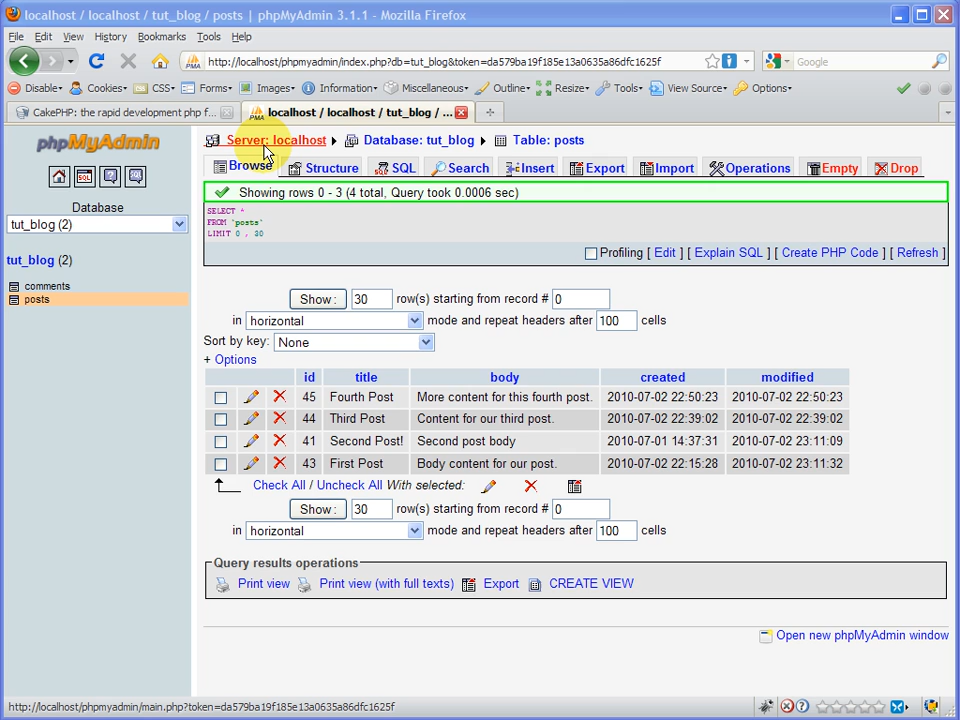 localhost / localhost / tut_blog / posts | phpMyAdmin 3.1.1 - Mozilla Firefox
File Edit View History Bookmarks Tools Help
http://localhost/phpmyadmin/index.php?db=tut_blog&token=da579ba19f185e13a0635a86dfc1625f
Google
Disable Cookies CSS Forms Images Information Miscellaneous Outline Resize Tools View Source Options
CakePHP: the rapid development php f...
localhost / localhost / tut_blog / ...
phpMyAdmin
Server: localhost Database: tut_blog Table: posts
Browse Structure SQL Search Insert Export Import Operations Empty Drop
Database
tut_blog (2)
tut_blog (2)
comments
posts
Showing rows 0 - 3 (4 total, Query took 0.0006 sec)
SELECT *
FROM `posts`
LIMIT 0 , 30
Profiling [ Edit ] [ Explain SQL ] [ Create PHP Code ] [ Refresh ]
Show : 30 row(s) starting from record # 0
in horizontal mode and repeat headers after 100 cells
Sort by key: None
+ Options
id title body created modified
45 Fourth Post More content for this fourth post. 2010-07-02 22:50:23 2010-07-02 22:50:23
44 Third Post Content for our third post. 2010-07-02 22:39:02 2010-07-02 22:39:02
41 Second Post! Second post body 2010-07-01 14:37:31 2010-07-02 23:11:09
43 First Post Body content for our post. 2010-07-02 22:15:28 2010-07-02 23:11:32
Check All / Uncheck All With selected:
Show : 30 row(s) starting from record # 0
in horizontal mode and repeat headers after 100 cells
Query results operations
Print view Print view (with full texts) Export CREATE VIEW
Open new phpMyAdmin window
http://localhost/phpmyadmin/main.php?token=da579ba19f185e13a0635a86dfc1625f